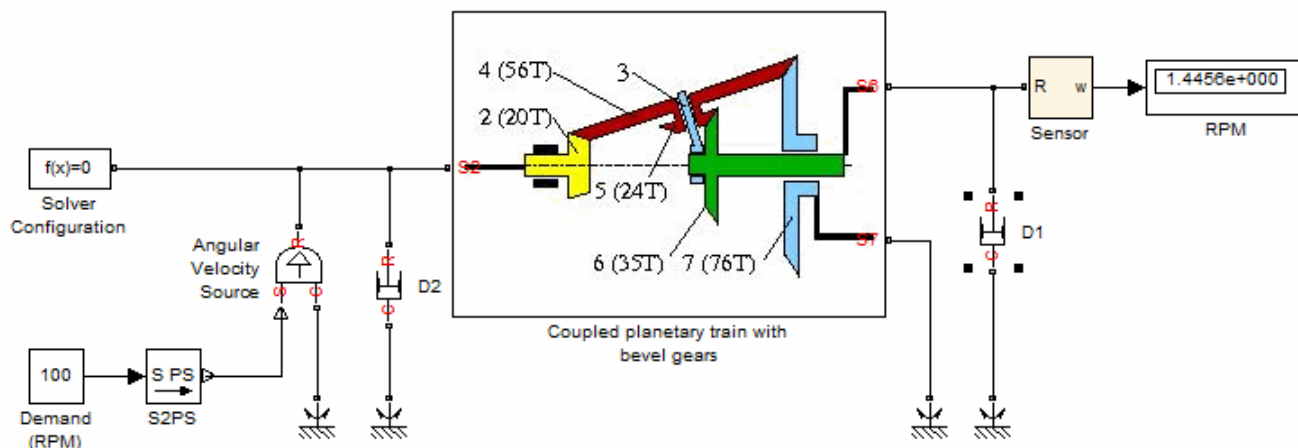 4 (56T)
3
2 (20T)
S6
S2
5 (24T)
6 (35T)
7 (76T)
S7
Coupled planetary train with
bevel gears
f(x)=0
Solver
Configuration
Angular
Velocity
Source
R
S
C
R
D2
C
100
Demand
(RPM)
S PS
S2PS
R
w
Sensor
1.4456e+000
RPM
R
D1
C